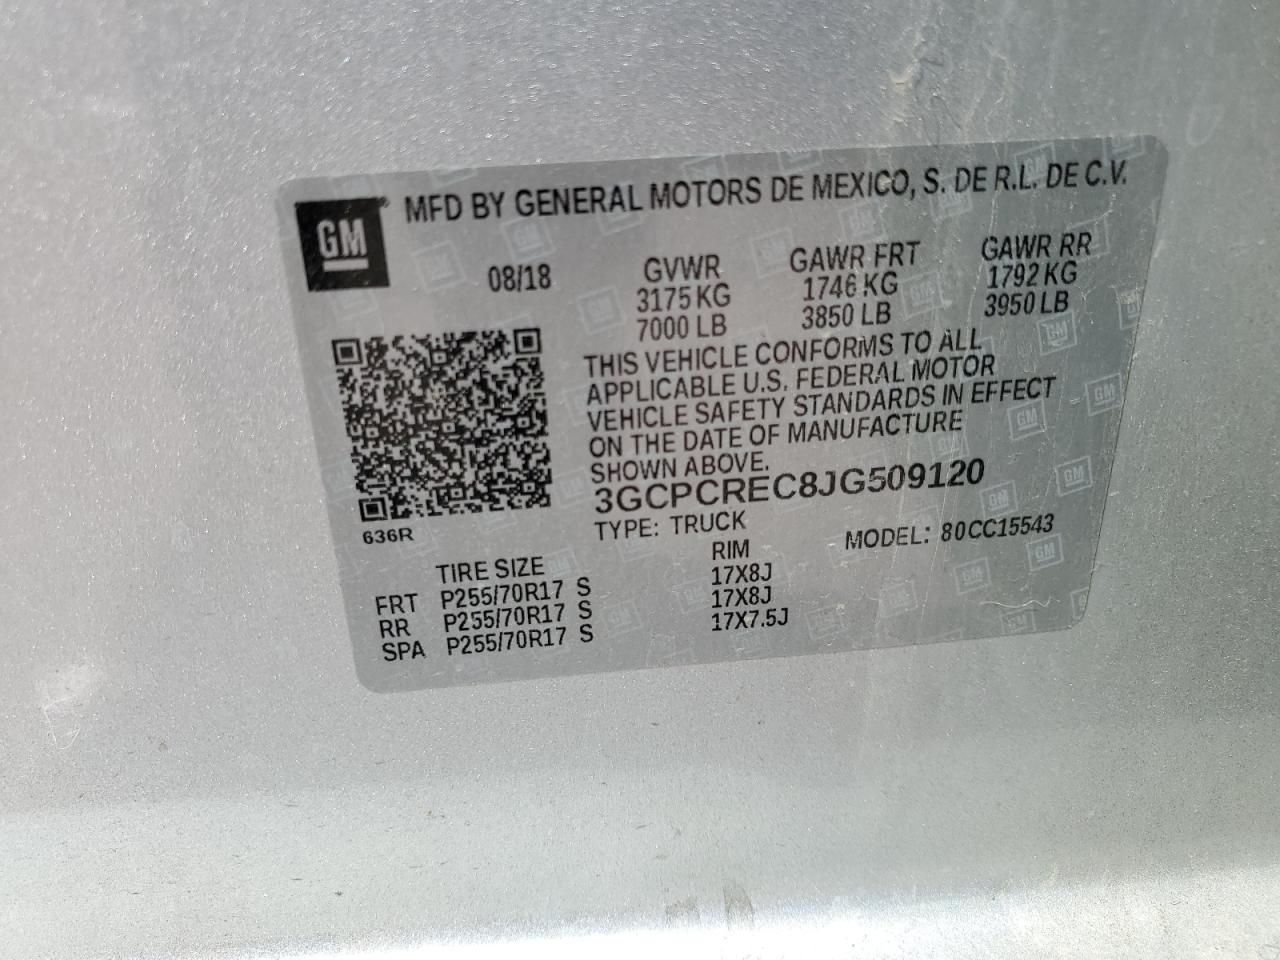 GM
MFD BY GENERAL MOTORS DE MEXICO, S. DE R.L. DE C.V.
08/18
GVWR GAWR FRT GAWR RR
3175 KG 1746 KG 1792 KG
7000 LB 3850 LB 3950 LB
THIS VEHICLE CONFORMS TO ALL
APPLICABLE U.S. FEDERAL MOTOR
VEHICLE SAFETY STANDARDS IN EFFECT
ON THE DATE OF MANUFACTURE
SHOWN ABOVE.
3GCPCREC8JG509120
636R
TYPE: TRUCK MODEL: 80CC15543
TIRE SIZE RIM
FRT P255/70R17 S 17X8J
RR P255/70R17 S 17X8J
SPA P255/70R17 S 17X7.5J